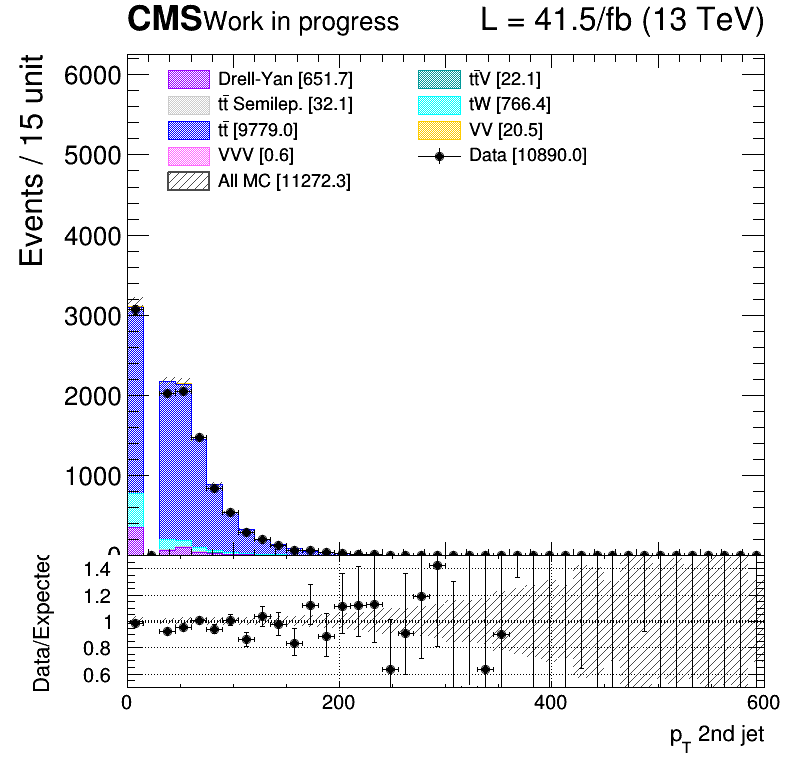 CMS Work in progress L = 41.5/fb (13 TeV)
Events / 15 unit
6000
5000
4000
3000
2000
1000
0
Drell-Yan [651.7]
tt̄ Semilep. [32.1]
tt̄ [9779.0]
VVV [0.6]
All MC [11272.3]
tt̄V [22.1]
tW [766.4]
VV [20.5]
Data [10890.0]
Data/Expected
1.4
1.2
1
0.8
0.6
0 200 400 600
p_T 2nd jet